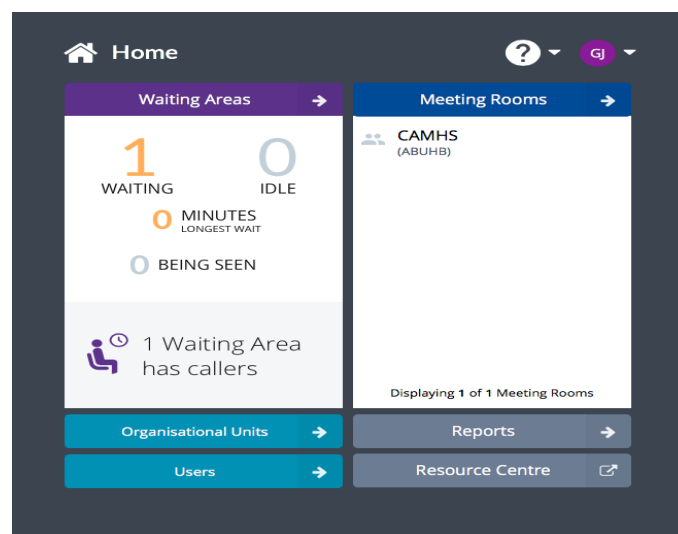 Home
?
GJ
Waiting Areas
1
WAITING
0
IDLE
0 MINUTES
LONGEST WAIT
0 BEING SEEN
1 Waiting Area
has callers
Meeting Rooms
CAMHS
(ABUHB)
Displaying 1 of 1 Meeting Rooms
Organisational Units
Reports
Users
Resource Centre